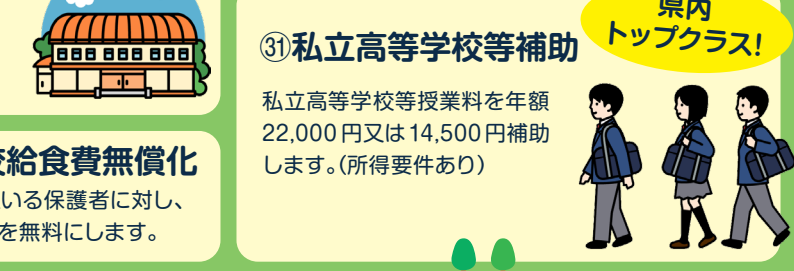 県内
トップクラス!
㉛私立高等学校等補助
私立高等学校等授業料を年額
22,000円又は14,500円補助
します。(所得要件あり)
給食費無償化
いる保護者に対し、
を無料にします。